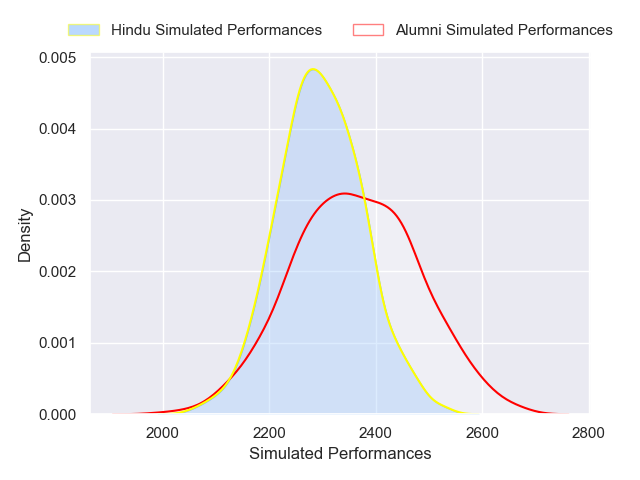 Hindu Simulated Performances Alumni Simulated Performances
0.005
0.004
0.003
0.002
0.001
0.000
Density
2000 2200 2400 2600 2800
Simulated Performances